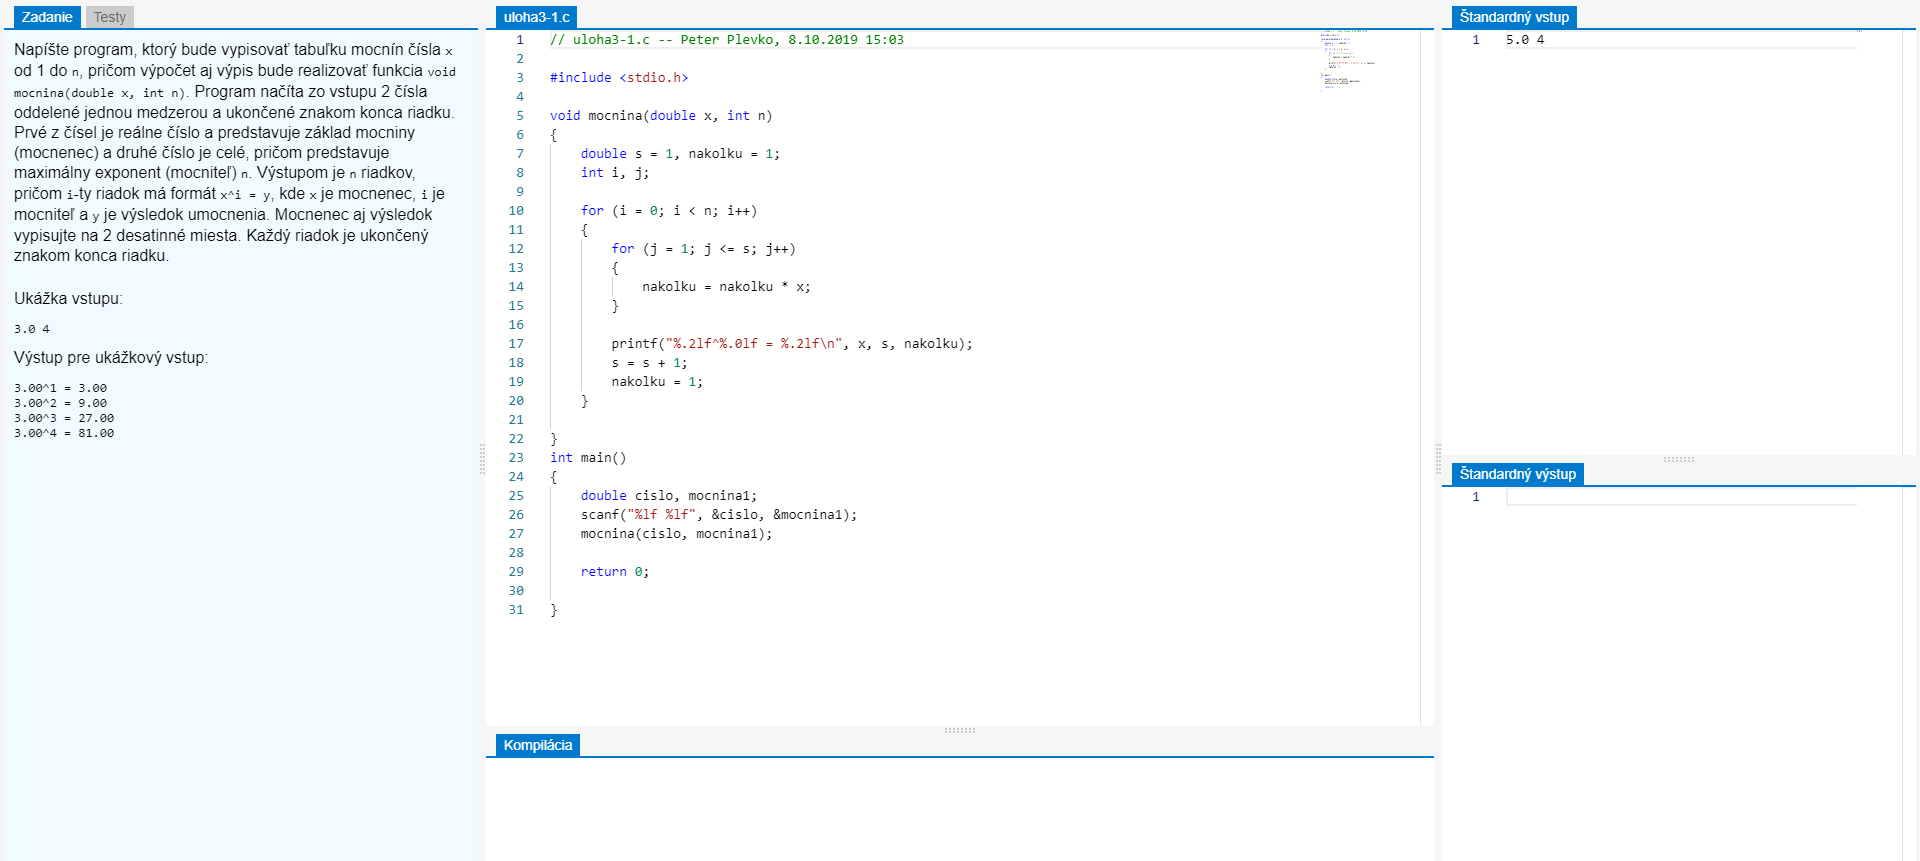 Zadanie
Testy
Napíšte program, ktorý bude vypisovať tabuľku mocnín čísla x
od 1 do n, pričom výpočet aj výpis bude realizovať funkcia void
mocnina(double x, int n). Program načíta zo vstupu 2 čísla
oddelené jednou medzerou a ukončené znakom konca riadku.
Prvé z čísel je reálne číslo a predstavuje základ mocniny
(mocnenec) a druhé číslo je celé, pričom predstavuje
maximálny exponent (mocniteľ) n. Výstupom je n riadkov,
pričom i-ty riadok má formát x^i = y, kde x je mocnenec, i je
mocniteľ a y je výsledok umocnenia. Mocnenec aj výsledok
vypisujte na 2 desatinné miesta. Každý riadok je ukončený
znakom konca riadku.
Ukážka vstupu:
3.0 4
Výstup pre ukážkový vstup:
3.00^1 = 3.00
3.00^2 = 9.00
3.00^3 = 27.00
3.00^4 = 81.00
uloha3-1.c
1 // uloha3-1.c -- Peter Plevko, 8.10.2019 15:03
2
3 #include <stdio.h>
4
5 void mocnina(double x, int n)
6 {
7 double s = 1, nakolku = 1;
8 int i, j;
9
10 for (i = 0; i < n; i++)
11 {
12 for (j = 1; j <= s; j++)
13 {
14 nakolku = nakolku * x;
15 }
16
17 printf("%.2lf^%.0lf = %.2lf\n", x, s, nakolku);
18 s = s + 1;
19 nakolku = 1;
20 }
21
22 }
23 int main()
24 {
25 double cislo, mocnina1;
26 scanf("%lf %lf", &cislo, &mocnina1);
27 mocnina(cislo, mocnina1);
28
29 return 0;
30
31 }
Kompilácia
Štandardný vstup
1 5.0 4
Štandardný výstup
1